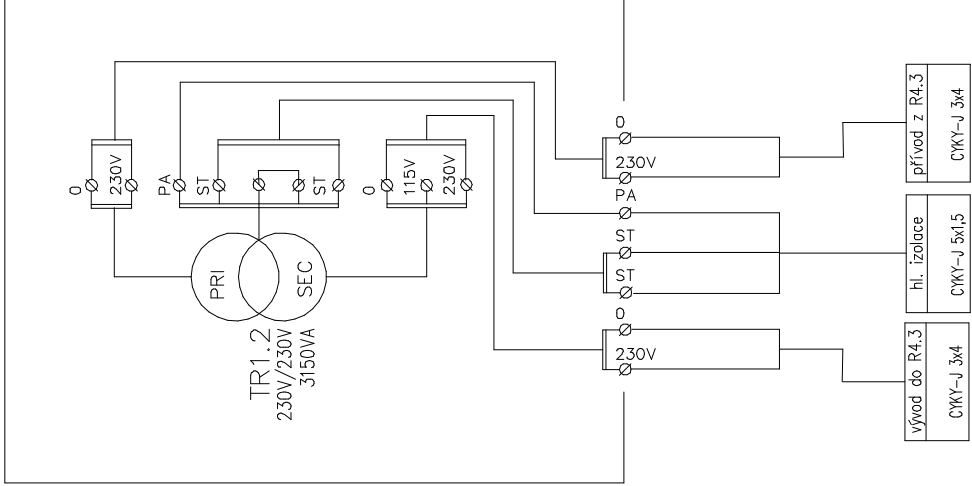 0
230V
PA
ST
ST
0
115V
230V
PRI
SEC
TR1.2
230V/230V
3150VA
0
230V
PA
ST
ST
0
230V
přívod z R4.3
CYKY-J 3x4
hl. izolace
CYKY-J 5x1,5
vývod do R4.3
CYKY-J 3x4